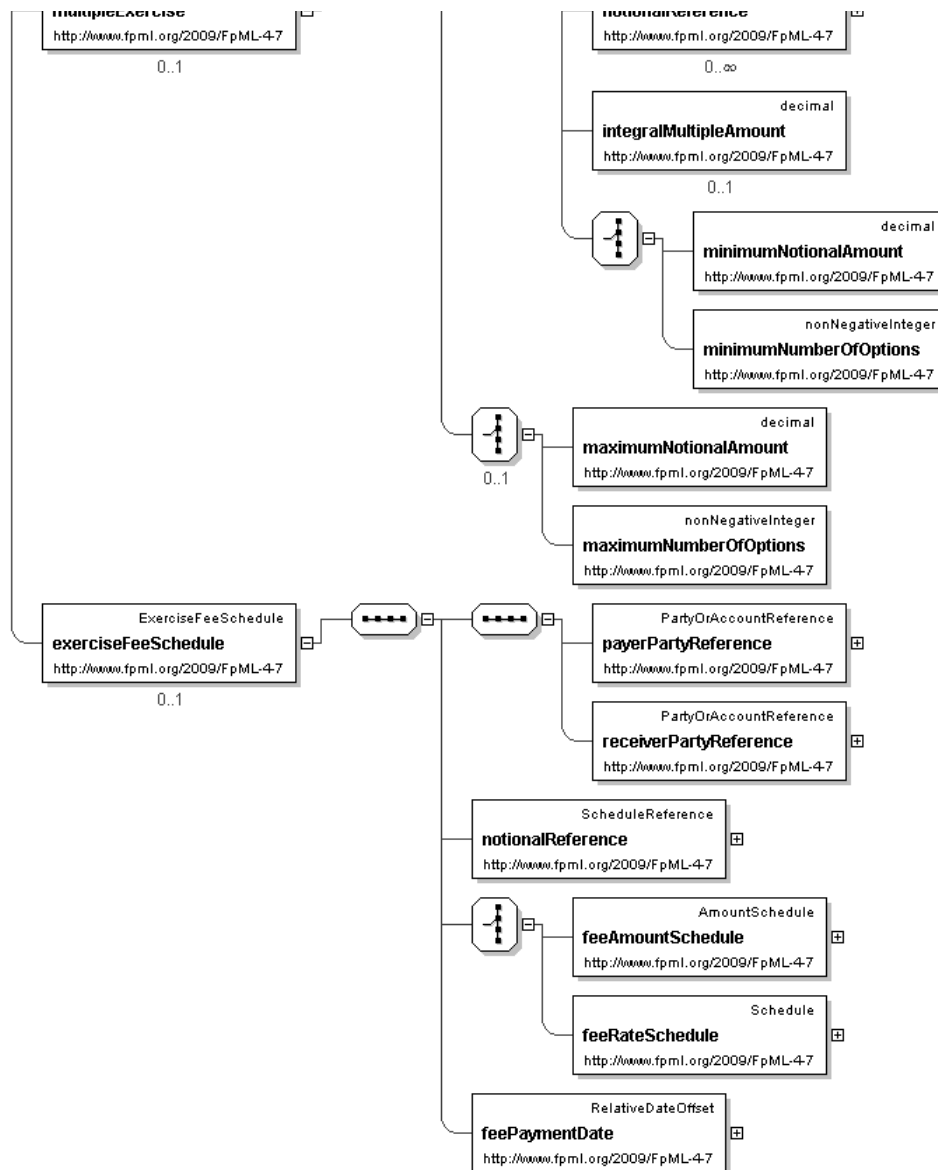 multipleExercise
http://www.fpml.org/2009/FpML-4-7
0..1
notionalReference
http://www.fpml.org/2009/FpML-4-7
0..∞
decimal
integralMultipleAmount
http://www.fpml.org/2009/FpML-4-7
0..1
decimal
minimumNotionalAmount
http://www.fpml.org/2009/FpML-4-7
nonNegativeInteger
minimumNumberOfOptions
http://www.fpml.org/2009/FpML-4-7
decimal
maximumNotionalAmount
http://www.fpml.org/2009/FpML-4-7
0..1
nonNegativeInteger
maximumNumberOfOptions
http://www.fpml.org/2009/FpML-4-7
ExerciseFeeSchedule
exerciseFeeSchedule
http://www.fpml.org/2009/FpML-4-7
0..1
PartyOrAccountReference
payerPartyReference
http://www.fpml.org/2009/FpML-4-7
PartyOrAccountReference
receiverPartyReference
http://www.fpml.org/2009/FpML-4-7
ScheduleReference
notionalReference
http://www.fpml.org/2009/FpML-4-7
AmountSchedule
feeAmountSchedule
http://www.fpml.org/2009/FpML-4-7
Schedule
feeRateSchedule
http://www.fpml.org/2009/FpML-4-7
RelativeDateOffset
feePaymentDate
http://www.fpml.org/2009/FpML-4-7